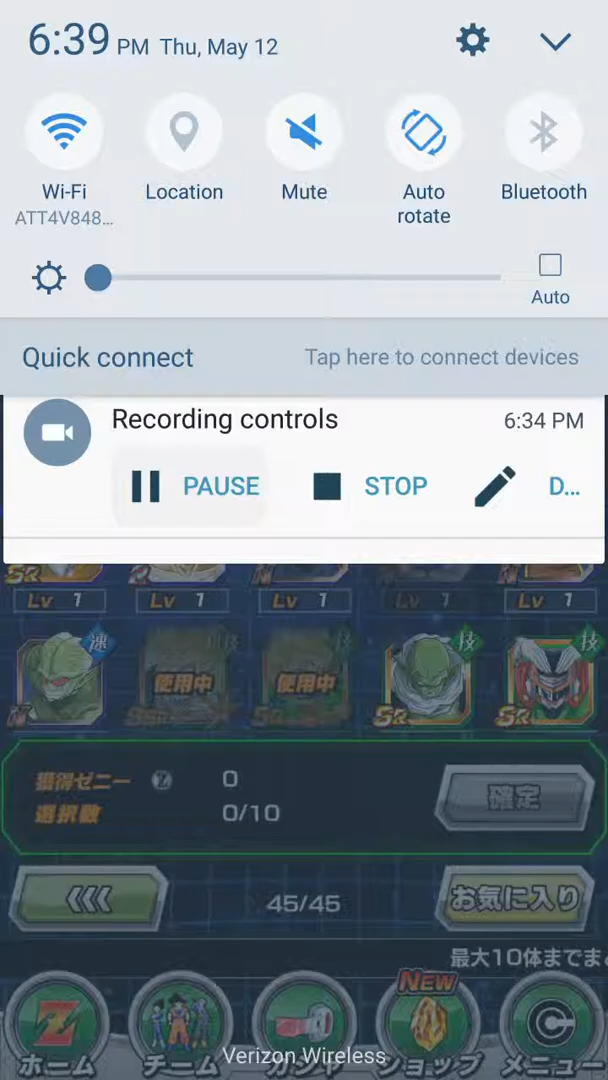 6:39 PM Thu, May 12
Wi-Fi
ATT4V848...
Location
Mute
Auto rotate
Bluetooth
Auto
Quick connect
Tap here to connect devices
Recording controls
6:34 PM
PAUSE
STOP
D...
SR R N N
Lv 1 Lv 1 Lv 1 Lv 1 Lv 1
速 技 技 技
使用中 使用中
N SR SR
獲得ゼニー Z 0
選択数 0/10
確定
45/45
お気に入り
最大10体まで
New
ホーム チーム ガシャ ショップ メニュー
Verizon Wireless